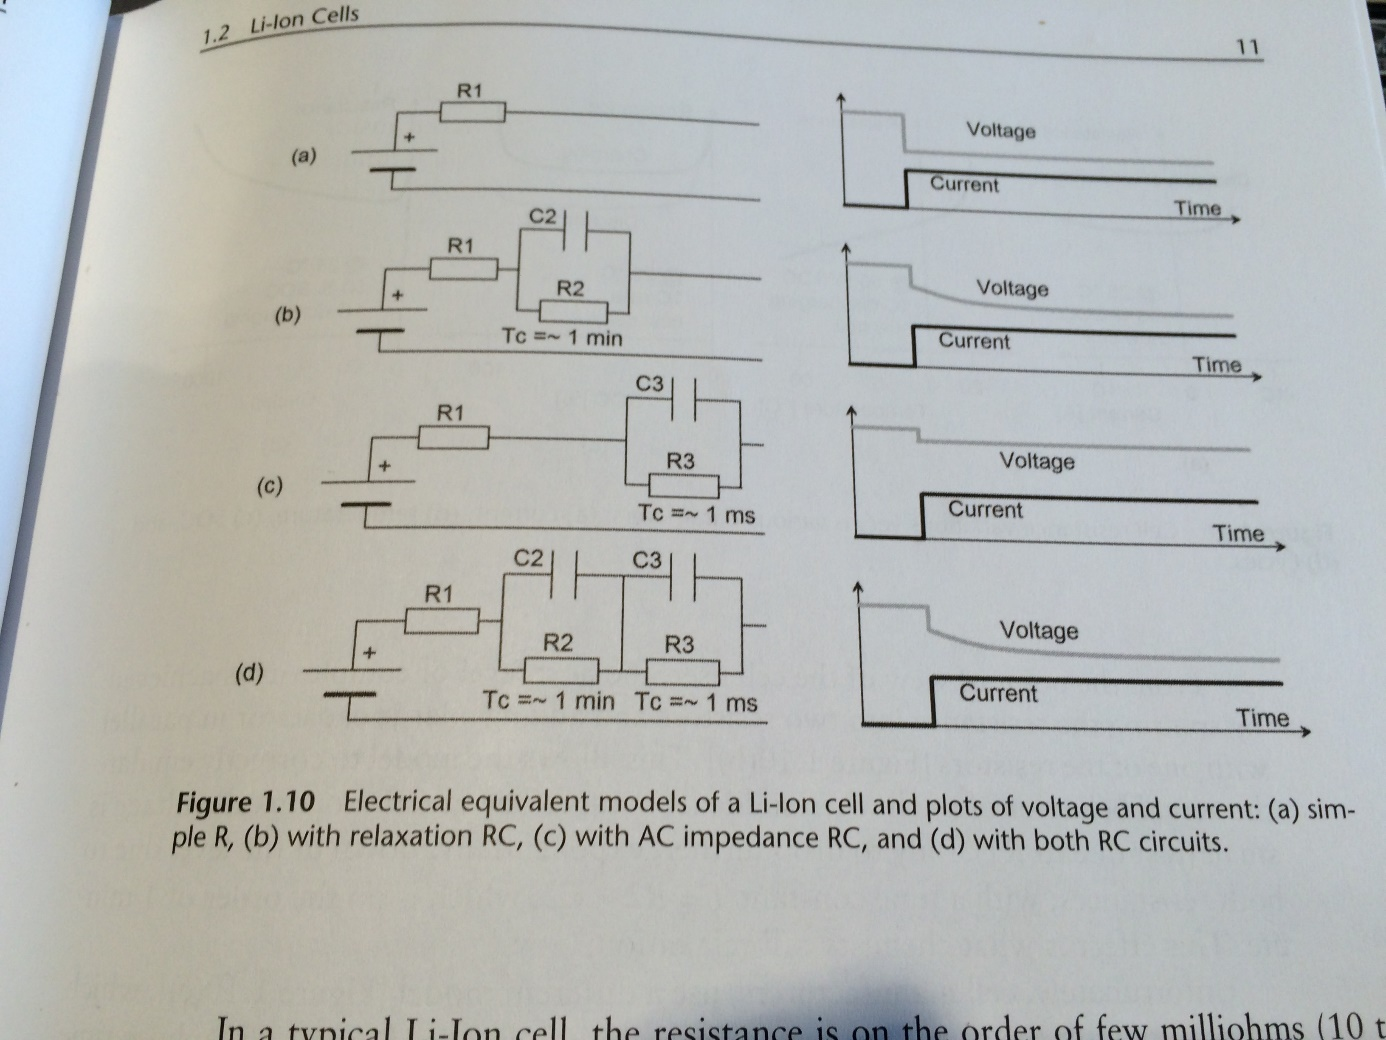 1.2 Li-Ion Cells
11
R1
+
(a)
Voltage
Current
Time
C2
R1
+
R2
(b)
Tc =~ 1 min
Voltage
Current
Time
C3
R1
+
R3
(c)
Tc =~ 1 ms
Voltage
Current
Time
C2 C3
R1
+
R2 R3
(d)
Tc =~ 1 min Tc =~ 1 ms
Voltage
Current
Time
Figure 1.10 Electrical equivalent models of a Li-Ion cell and plots of voltage and current: (a) sim-
ple R, (b) with relaxation RC, (c) with AC impedance RC, and (d) with both RC circuits.
In a typical Li-Ion cell, the resistance is on the order of few milliohms (10 t